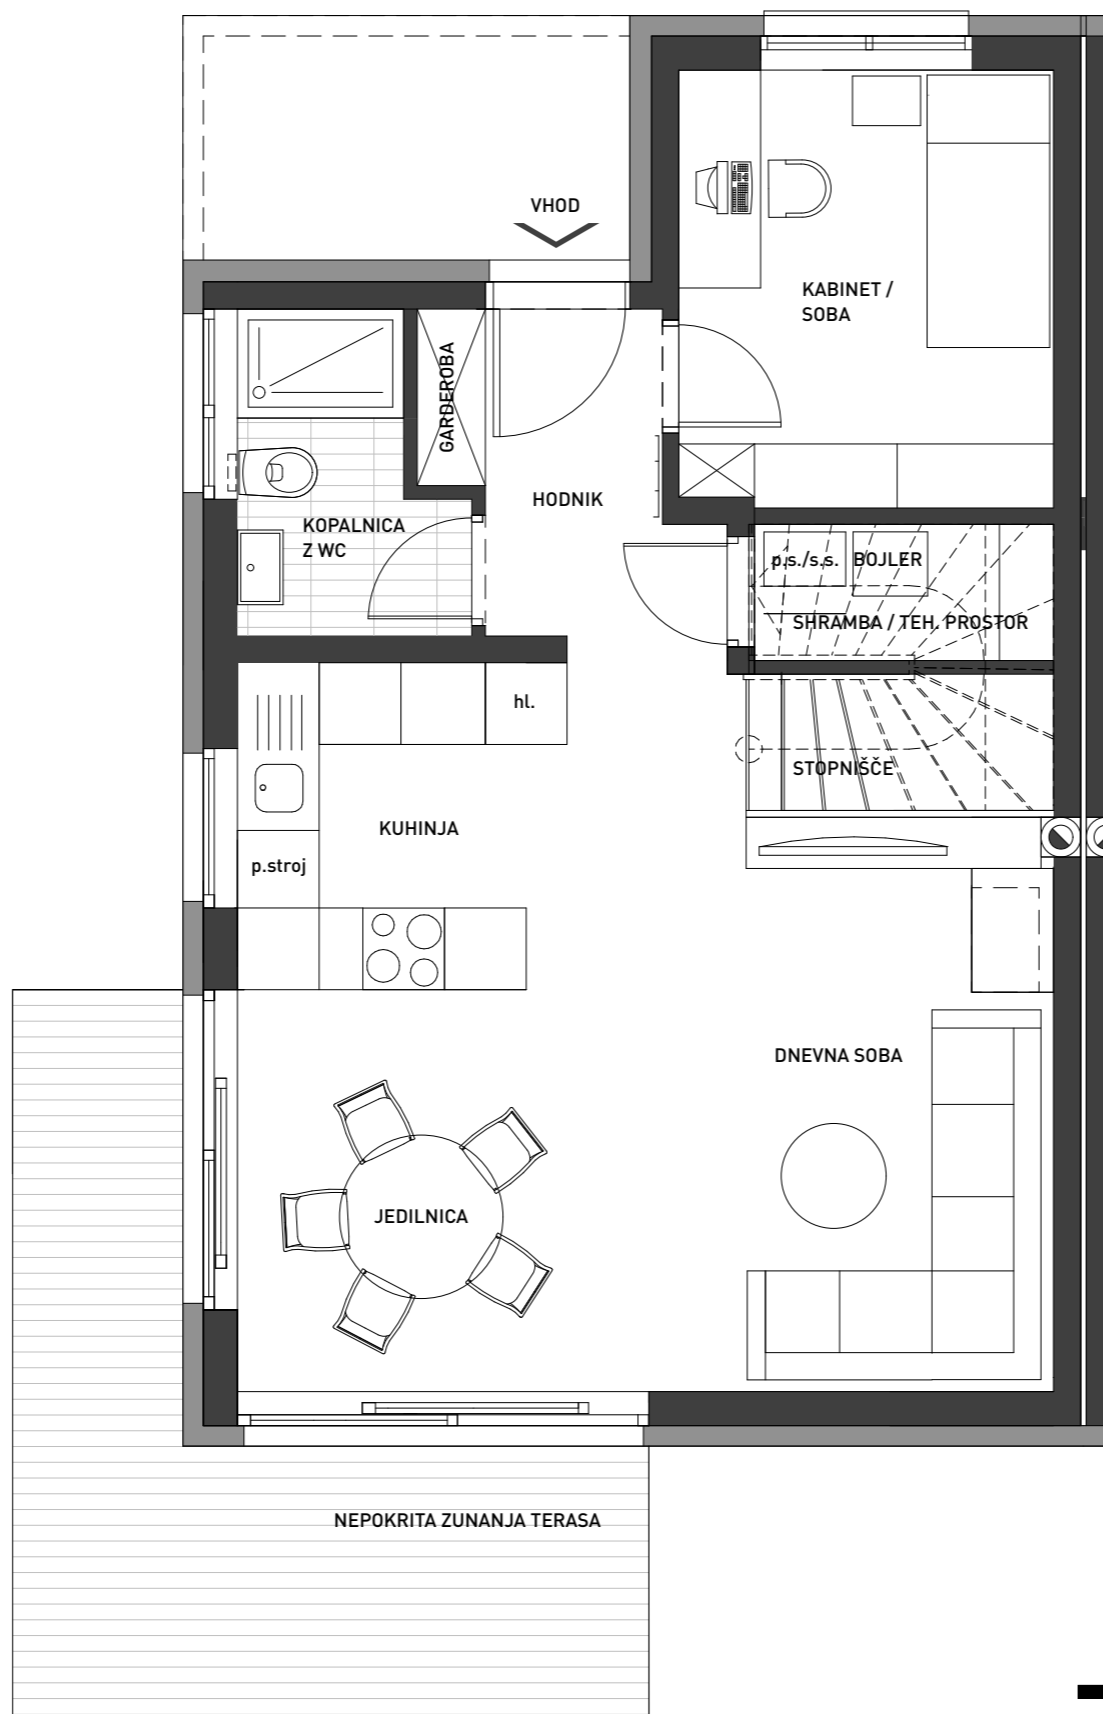 VHOD
KABINET /
SOBA
GARDEROBA
HODNIK
KOPALNICA
Z WC
p.s./s.s.
BOJLER
SHRAMBA / TEH. PROSTOR
hl.
STOPNIŠČE
KUHINJA
p.stroj
DNEVNA SOBA
JEDILNICA
NEPOKRITA ZUNANJA TERASA